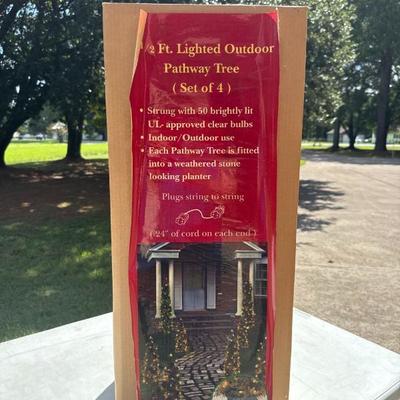 /2 Ft. Lighted Outdoor
Pathway Tree
( Set of 4 )
• Strung with 50 brightly lit
UL- approved clear bulbs
• Indoor/Outdoor use
• Each Pathway Tree is fitted
into a weathered stone
looking planter
Plugs string to string
( 24" of cord on each end )